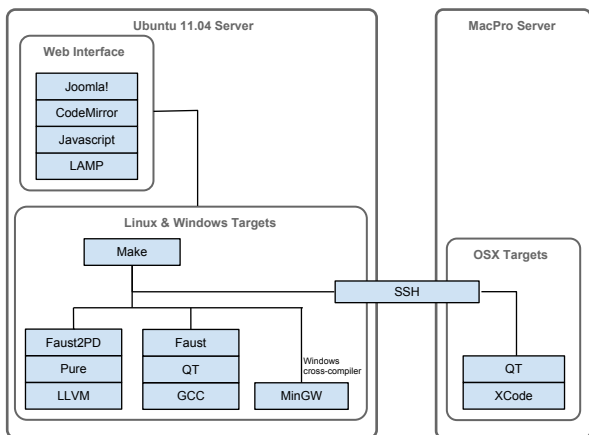 Ubuntu 11.04 Server
MacPro Server
Web Interface
Joomla!
CodeMirror
Javascript
LAMP
Linux & Windows Targets
Make
OSX Targets
SSH
Faust2PD
Pure
LLVM
Faust
QT
GCC
Windows
cross-compiler
MinGW
QT
XCode